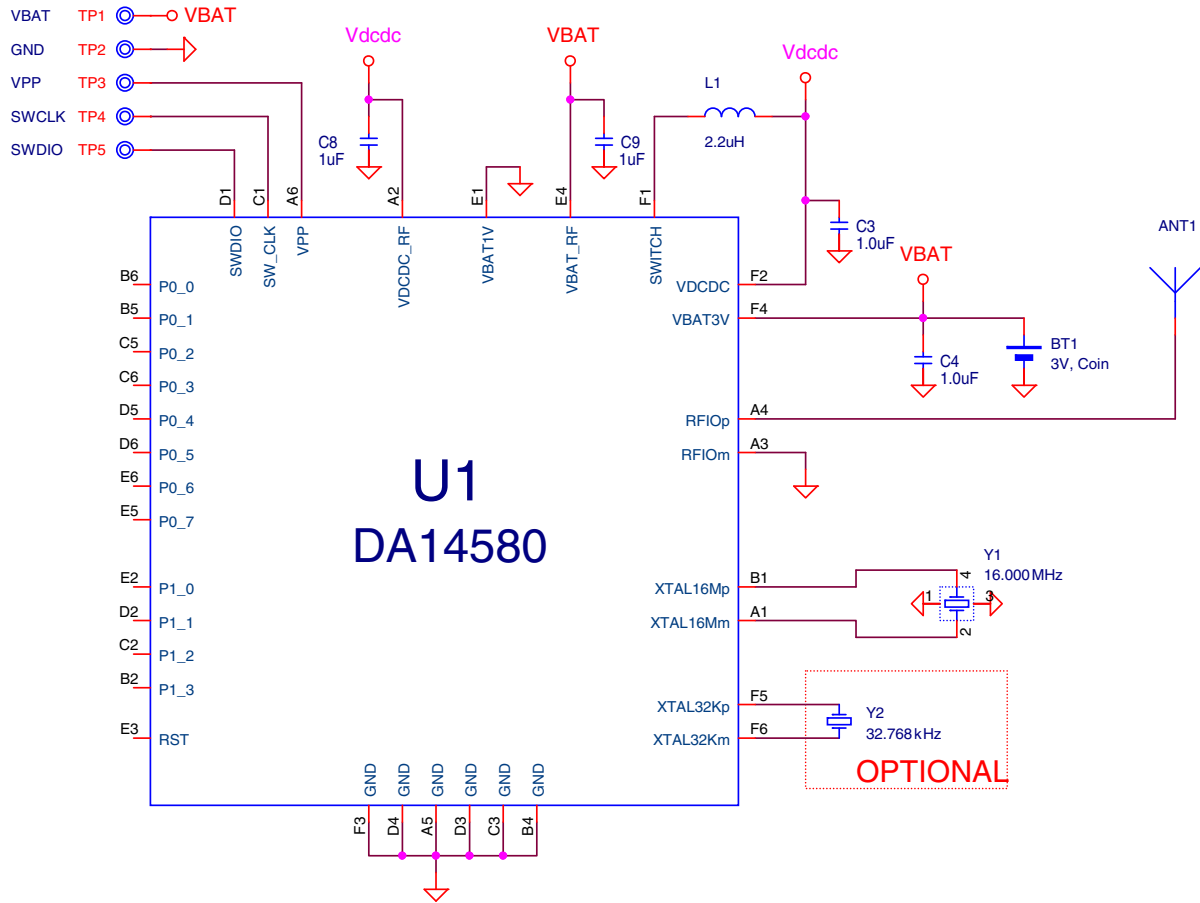 VBAT TP1 VBAT
GND TP2
VPP TP3
SWCLK TP4
SWDIO TP5
Vdcdc
VBAT
Vdcdc
L1
2.2uH
C8
1uF
C9
1uF
C3
1.0uF
VBAT
C4
1.0uF
BT1
3V, Coin
ANT1
D1
C1
A6
A2
E1
E4
F1
SWDIO
SW_CLK
VPP
VDCDC_RF
VBAT1V
VBAT_RF
SWITCH
B6 P0_0
B5 P0_1
C5 P0_2
C6 P0_3
D5 P0_4
D6 P0_5
E6 P0_6
E5 P0_7
E2 P1_0
D2 P1_1
C2 P1_2
B2 P1_3
E3 RST
U1
DA14580
VDCDC F2
VBAT3V F4
RFIOp A4
RFIOm A3
XTAL16Mp B1
XTAL16Mm A1
XTAL32Kp F5
XTAL32Km F6
Y1
16.000MHz
4
1
3
2
Y2
32.768kHz
OPTIONAL
GND
GND
GND
GND
GND
GND
F3
D4
A5
D3
C3
B4